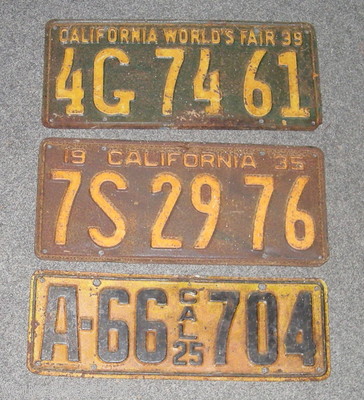 CALIFORNIA WORLD'S FAIR 39
4G 74 61
19 CALIFORNIA 35
7S 29 76
A-66 CAL 25 704